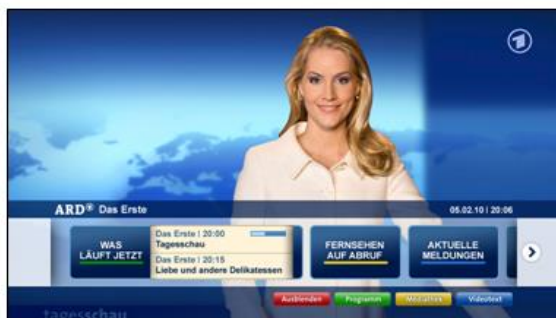 ARD Das Erste
05.02.10 | 20:06
WAS
LÄUFT JETZT
Das Erste | 20:00
Tagesschau
Das Erste | 20:15
Liebe und andere Delikatessen
FERNSEHEN
AUF ABRUF
AKTUELLE
MELDUNGEN
Ausblenden
Programm
Mediathek
Videotext
tagesschau